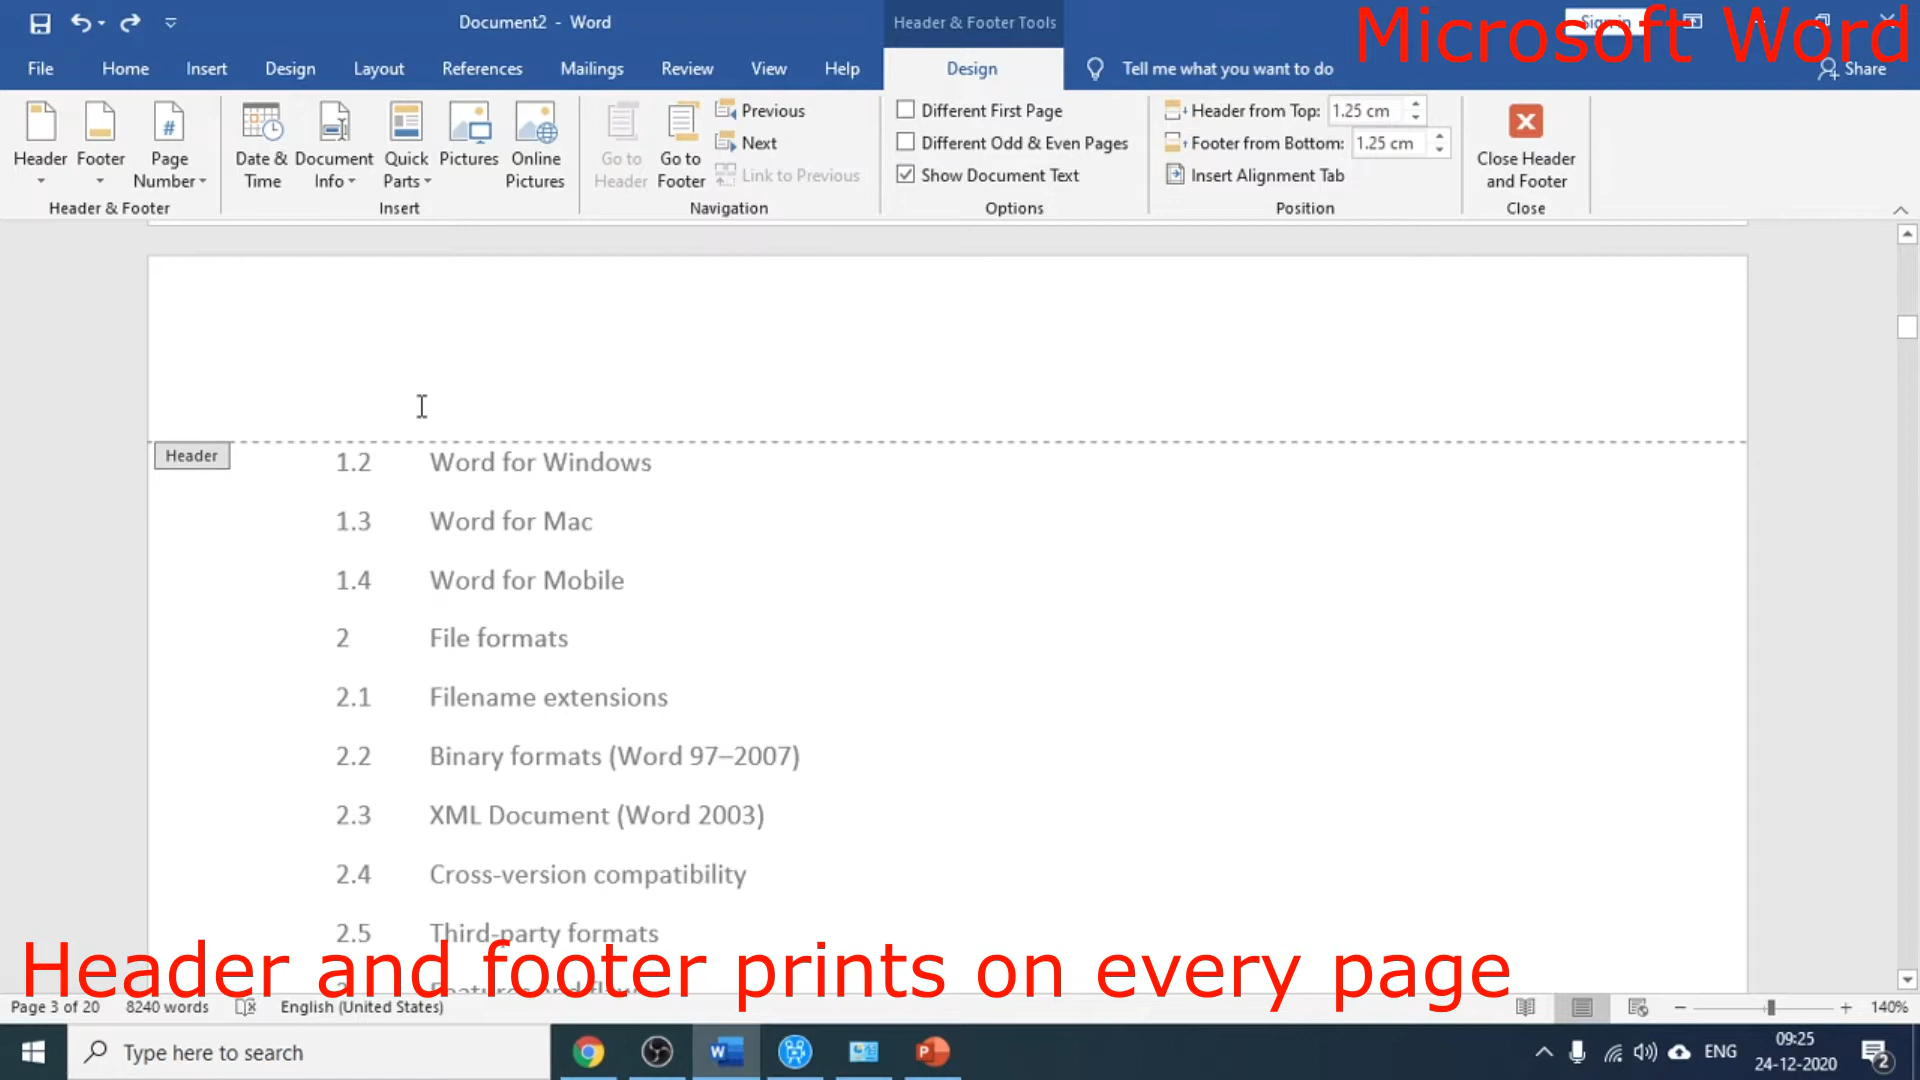 Document2 - Word
Header & Footer Tools
Microsoft Word
File
Home
Insert
Design
Layout
References
Mailings
Review
View
Help
Design
Tell me what you want to do
Share
Header
Footer
Page Number
Header & Footer
Date & Time
Document Info
Quick Parts
Pictures
Online Pictures
Insert
Go to Header
Go to Footer
Previous
Next
Link to Previous
Navigation
Different First Page
Different Odd & Even Pages
Show Document Text
Options
Header from Top: 1.25 cm
Footer from Bottom: 1.25 cm
Insert Alignment Tab
Position
Close Header and Footer
Close
Header
1.2 Word for Windows
1.3 Word for Mac
1.4 Word for Mobile
2 File formats
2.1 Filename extensions
2.2 Binary formats (Word 97–2007)
2.3 XML Document (Word 2003)
2.4 Cross-version compatibility
2.5 Third-party formats
Header and footer prints on every page
Page 3 of 20
8240 words
English (United States)
140%
Type here to search
ENG
09:25
24-12-2020
2